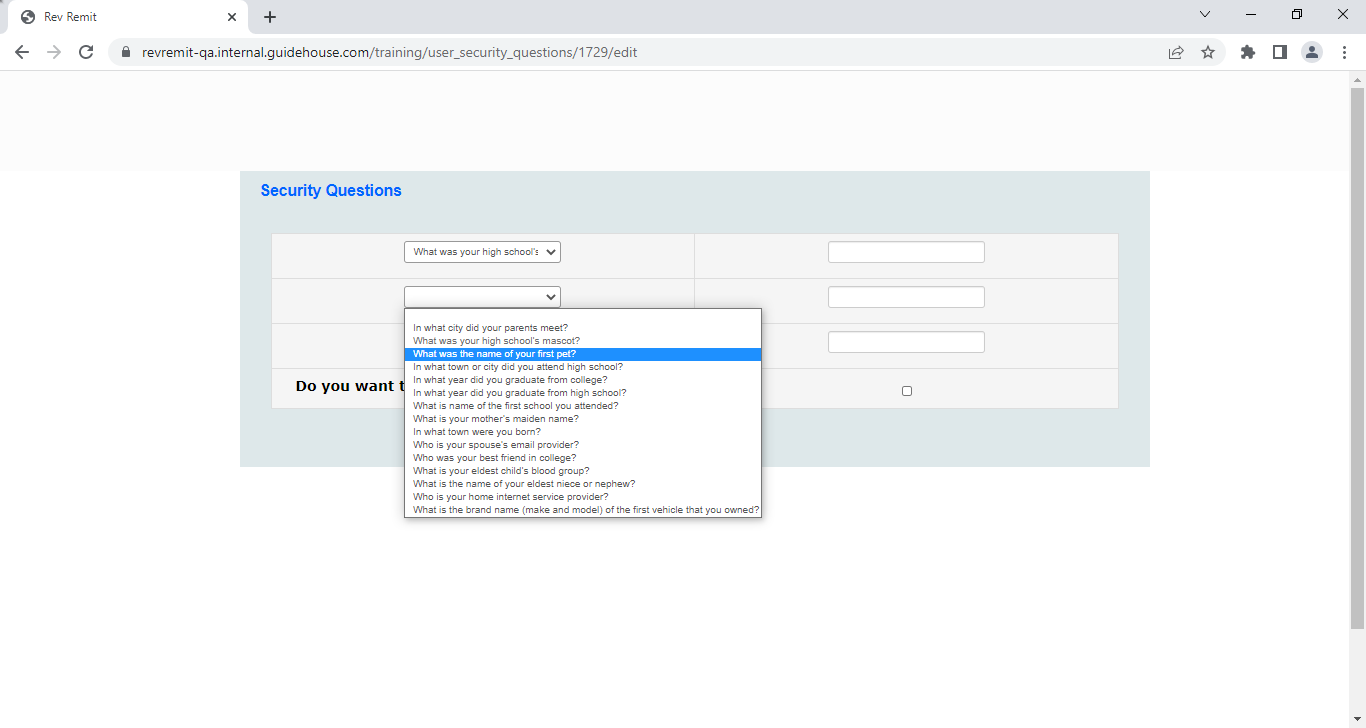 Rev Remit
revremit-qa.internal.guidehouse.com/training/user_security_questions/1729/edit
Security Questions
What was your high school's
In what city did your parents meet?
What was your high school's mascot?
What was the name of your first pet?
In what town or city did you attend high school?
In what year did you graduate from college?
In what year did you graduate from high school?
Do you want t
What is name of the first school you attended?
What is your mother's maiden name?
In what town were you born?
Who is your spouse's email provider?
Who was your best friend in college?
What is your eldest child's blood group?
What is the name of your eldest niece or nephew?
Who is your home internet service provider?
What is the brand name (make and model) of the first vehicle that you owned?